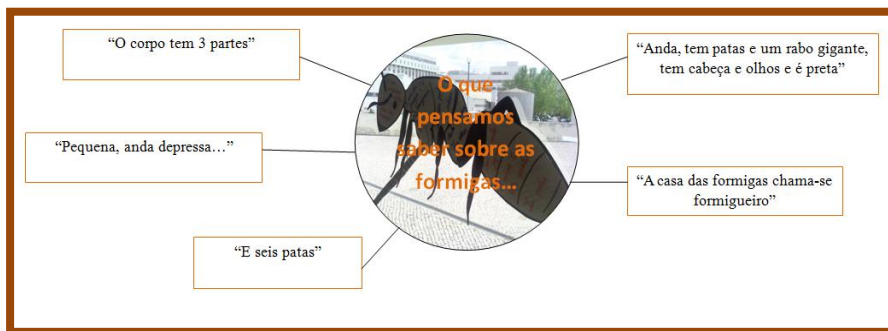 “O corpo tem 3 partes”
“Anda, tem patas e um rabo gigante,
tem cabeça e olhos e é preta”
O que
pensamos
saber sobre as
formigas...
“Pequena, anda depressa…”
“A casa das formigas chama-se
formigueiro”
“E seis patas”